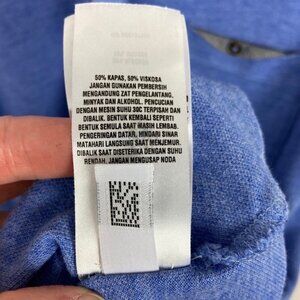 50% KAPAS, 50% VISKOSA
JANGAN GUNAKAN PEMBERSIH
MENGANDUNG ZAT PENGELANTANG,
MINYAK DAN ALKOHOL. PENCUCIAN
DENGAN MESIN SUHU 30C TERPISAH DAN
DIBALIK. BENTUK KEMBALI KE BENTUK
SEMULA SAAT MASIH LEMBAB.
PENGERINGAN DATAR, HINDARI SINAR
MATAHARI LANGSUNG SAAT MENJEMUR.
DIBALIK SAAT DISETERIKA DENGAN SUHU
RENDAH, JANGAN MENGUSAP NODA